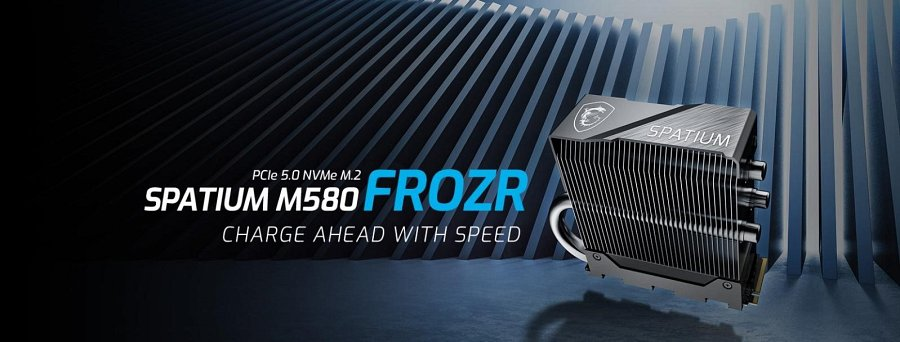 PCIe 5.0 NVMe M.2
SPATIUM M580 FROZR
CHARGE AHEAD WITH SPEED
SPATIUM